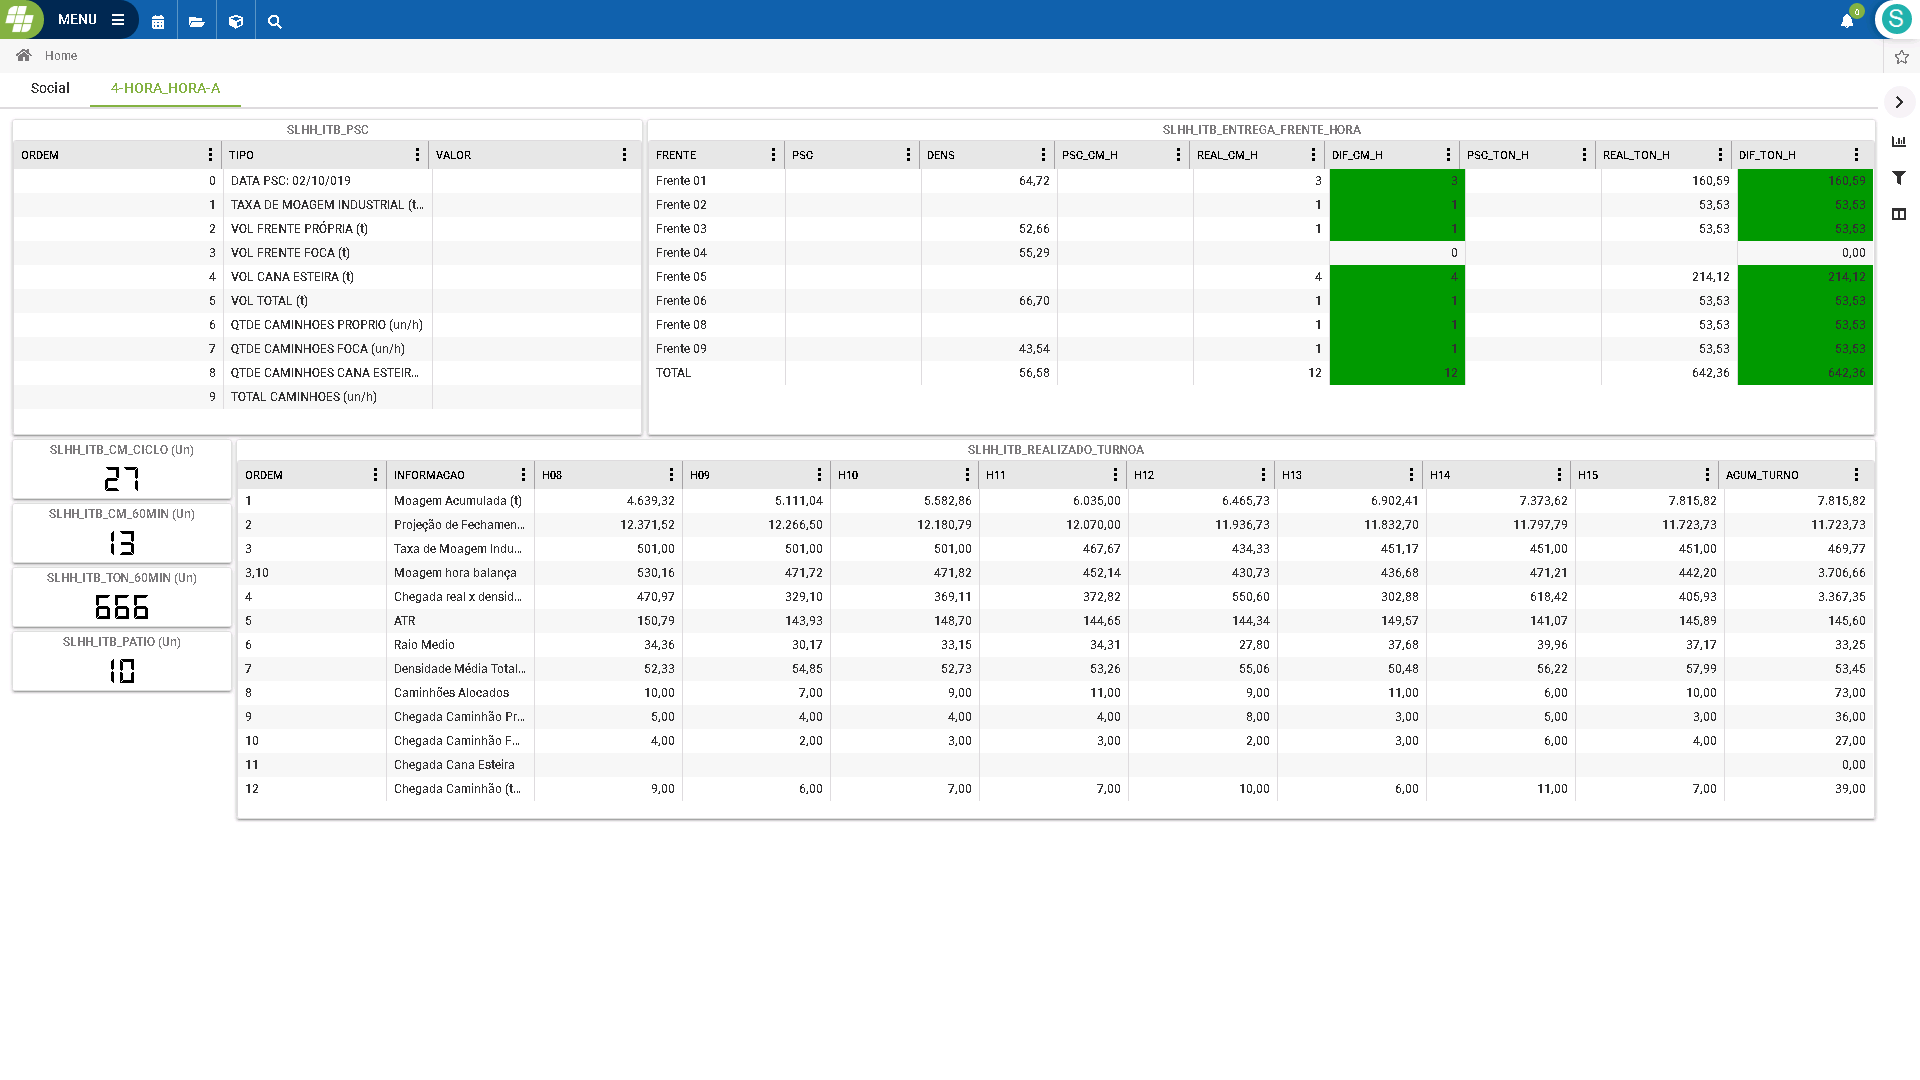 MENU
0
S
Home
Social 4-HORA_HORA-A
SLHH_ITB_PSC
ORDEM TIPO VALOR
0 DATA PSC: 02/10/019
1 TAXA DE MOAGEM INDUSTRIAL (t...
2 VOL FRENTE PRÓPRIA (t)
3 VOL FRENTE FOCA (t)
4 VOL CANA ESTEIRA (t)
5 VOL TOTAL (t)
6 QTDE CAMINHOES PROPRIO (un/h)
7 QTDE CAMINHOES FOCA (un/h)
8 QTDE CAMINHOES CANA ESTEIR...
9 TOTAL CAMINHOES (un/h)
SLHH_ITB_ENTREGA_FRENTE_HORA
FRENTE PSC DENS PSC_CM_H REAL_CM_H DIF_CM_H PSC_TON_H REAL_TON_H DIF_TON_H
Frente 01 64,72 3 3 160,59 160,59
Frente 02 1 1 53,53 53,53
Frente 03 52,66 1 1 53,53 53,53
Frente 04 55,29 0 0,00
Frente 05 4 4 214,12 214,12
Frente 06 66,70 1 1 53,53 53,53
Frente 08 1 1 53,53 53,53
Frente 09 43,54 1 1 53,53 53,53
TOTAL 56,58 12 12 642,36 642,36
SLHH_ITB_CM_CICLO (Un)
27
SLHH_ITB_CM_60MIN (Un)
13
SLHH_ITB_TON_60MIN (Un)
666
SLHH_ITB_PATIO (Un)
10
SLHH_ITB_REALIZADO_TURNOA
ORDEM INFORMACAO H08 H09 H10 H11 H12 H13 H14 H15 ACUM_TURNO
1 Moagem Acumulada (t) 4.639,32 5.111,04 5.582,86 6.035,00 6.465,73 6.902,41 7.373,62 7.815,82 7.815,82
2 Projeção de Fechamen... 12.371,52 12.266,50 12.180,79 12.070,00 11.936,73 11.832,70 11.797,79 11.723,73 11.723,73
3 Taxa de Moagem Indu... 501,00 501,00 501,00 467,67 434,33 451,17 451,00 451,00 469,77
3,10 Moagem hora balança 530,16 471,72 471,82 452,14 430,73 436,68 471,21 442,20 3.706,66
4 Chegada real x densid... 470,97 329,10 369,11 372,82 550,60 302,88 618,42 405,93 3.367,35
5 ATR 150,79 143,93 148,70 144,65 144,34 149,57 141,07 145,89 145,60
6 Raio Medio 34,36 30,17 33,15 34,31 27,80 37,68 39,96 37,17 33,25
7 Densidade Média Total... 52,33 54,85 52,73 53,26 55,06 50,48 56,22 57,99 53,45
8 Caminhões Alocados 10,00 7,00 9,00 11,00 9,00 11,00 6,00 10,00 73,00
9 Chegada Caminhão Pr... 5,00 4,00 4,00 4,00 8,00 3,00 5,00 3,00 36,00
10 Chegada Caminhão F... 4,00 2,00 3,00 3,00 2,00 3,00 6,00 4,00 27,00
11 Chegada Cana Esteira 0,00
12 Chegada Caminhão (t... 9,00 6,00 7,00 7,00 10,00 6,00 11,00 7,00 39,00